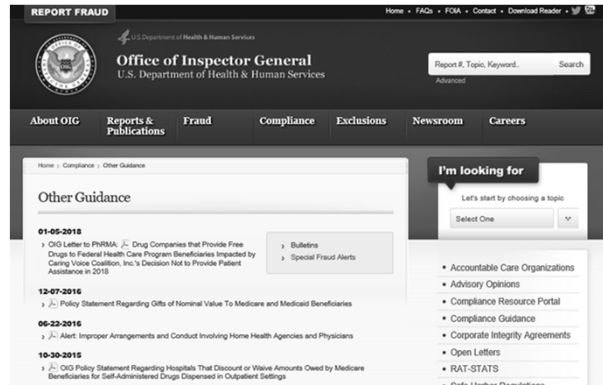 REPORT FRAUD
Home • FAQs • FOIA • Contact • Download Reader •
U.S. Department of Health & Human Services
Office of Inspector General
U.S. Department of Health & Human Services
Report #, Topic, Keyword.. Search
Advanced
About OIG Reports & Publications Fraud Compliance Exclusions Newsroom Careers
Home > Compliance > Other Guidance
Other Guidance
01-05-2018
› OIG Letter to PhRMA: Drug Companies that Provide Free
Drugs to Federal Health Care Program Beneficiaries Impacted by
Caring Voice Coalition, Inc.'s Decision Not to Provide Patient
Assistance in 2018
› Bulletins
› Special Fraud Alerts
12-07-2016
› Policy Statement Regarding Gifts of Nominal Value To Medicare and Medicaid Beneficiaries
06-22-2016
› Alert: Improper Arrangements and Conduct Involving Home Health Agencies and Physicians
10-30-2015
› OIG Policy Statement Regarding Hospitals That Discount or Waive Amounts Owed by Medicare
Beneficiaries for Self-Administered Drugs Dispensed in Outpatient Settings
I'm looking for
Let's start by choosing a topic
Select One
• Accountable Care Organizations
• Advisory Opinions
• Compliance Resource Portal
• Compliance Guidance
• Corporate Integrity Agreements
• Open Letters
• RAT-STATS
• Safe Harbor Regulations